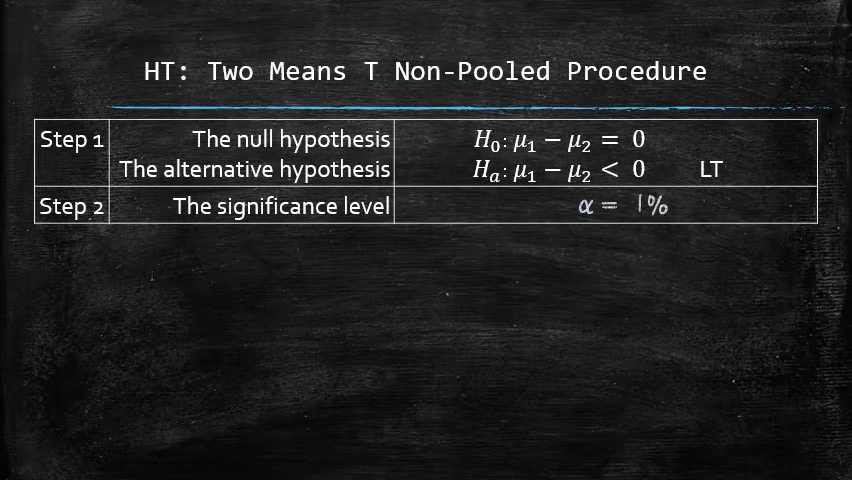 HT: Two Means T Non-Pooled Procedure
Step 1 The null hypothesis H₀: μ₁ − μ₂ = 0
The alternative hypothesis Hₐ: μ₁ − μ₂ < 0 LT
Step 2 The significance level α = 1%